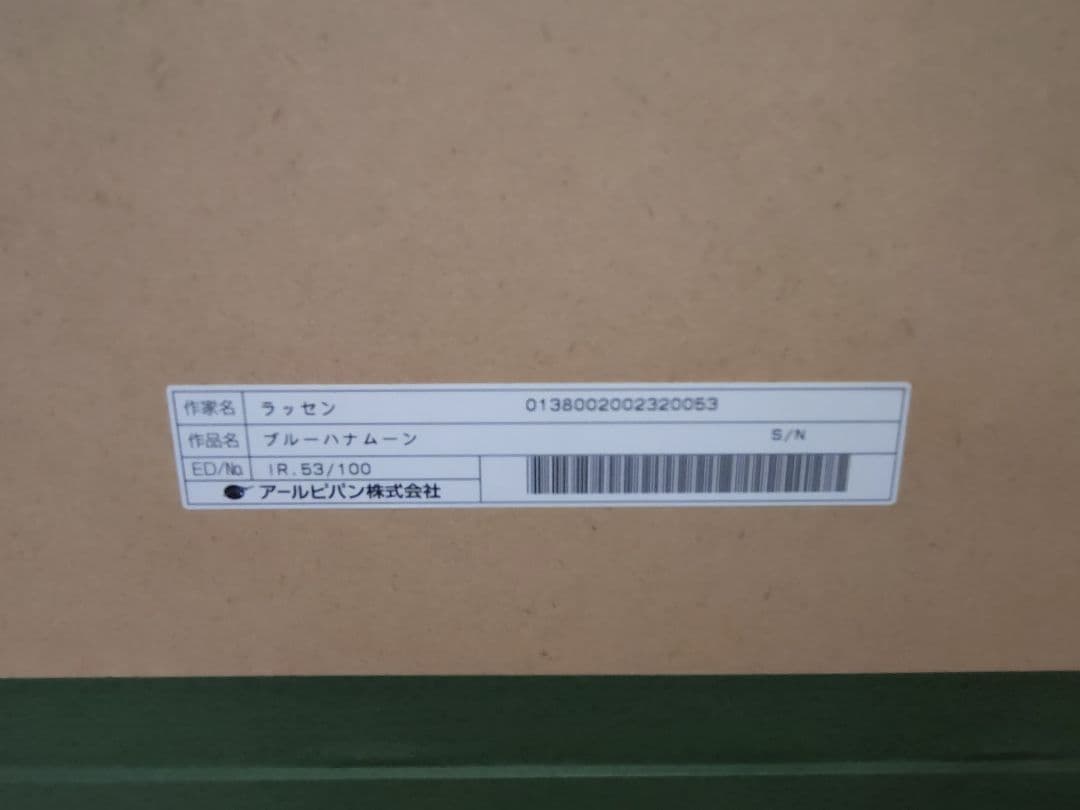 作家名 ラッセン 0138002002320053
作品名 ブルーハナムーン S/N
ED/No. IR.53/100
アールビバン株式会社